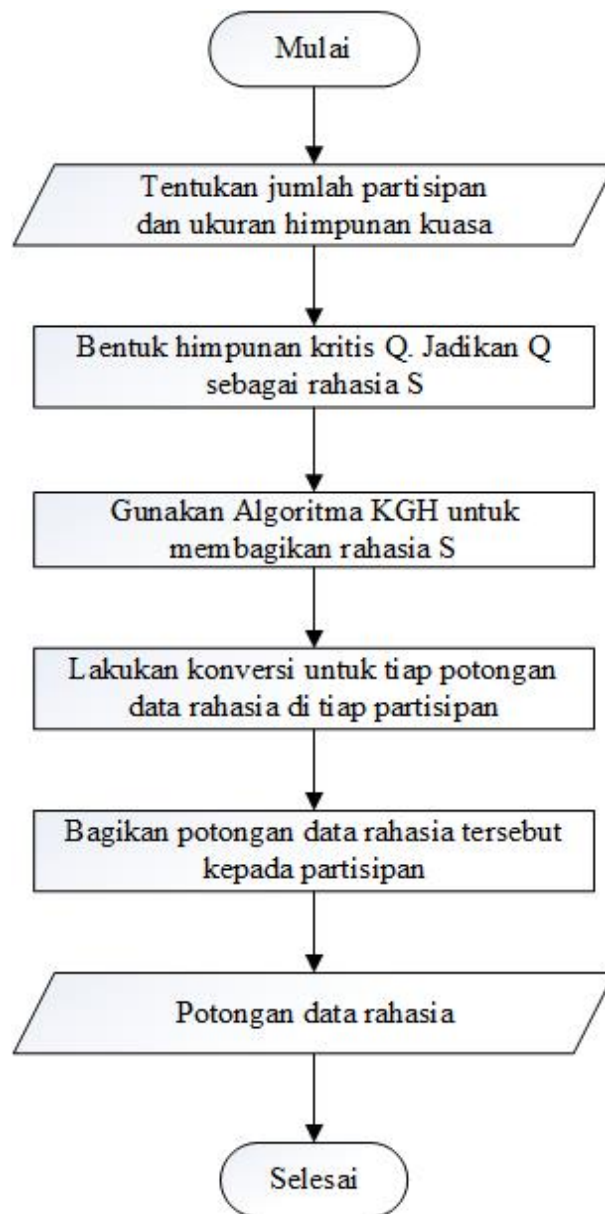 Mulai
Tentukan jumlah partisipan
dan ukuran himpunan kuasa
Bentuk himpunan kritis Q. Jadikan Q
sebagai rahasia S
Gunakan Algoritma KGH untuk
membagikan rahasia S
Lakukan konversi untuk tiap potongan
data rahasia di tiap partisipan
Bagikan potongan data rahasia tersebut
kepada partisipan
Potongan data rahasia
Selesai